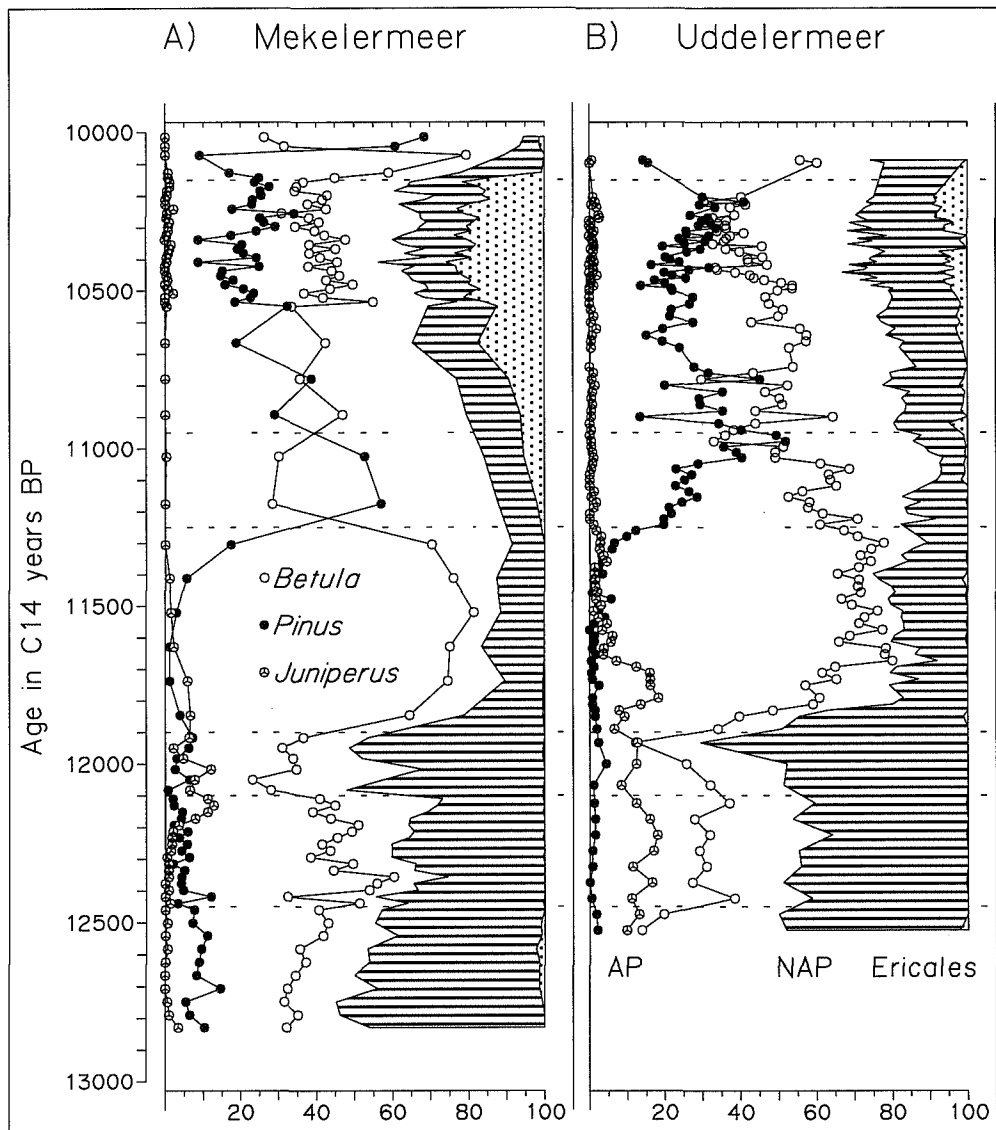 A) Mekelermeer
B) Uddelermeer
Age in C14 years BP
10000
10500
11000
11500
12000
12500
13000
Betula
Pinus
Juniperus
AP NAP Ericales
20 40 60 80 100
20 40 60 80 100